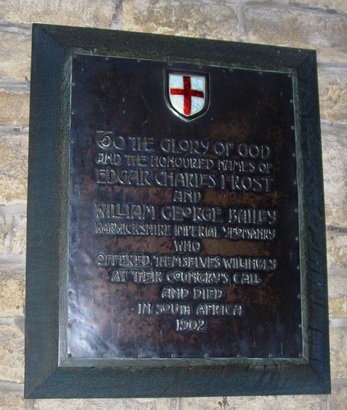 TO THE GLORY OF GOD
AND THE HONOURED NAMES OF
EDGAR CHARLES FROST
AND
WILLIAM GEORGE BAILEY
WARWICKSHIRE IMPERIAL YEOMANRY
WHO
OFFERED THEMSELVES WILLINGLY
AT THEIR COUNTRY'S CALL
AND DIED
IN SOUTH AFRICA
1902